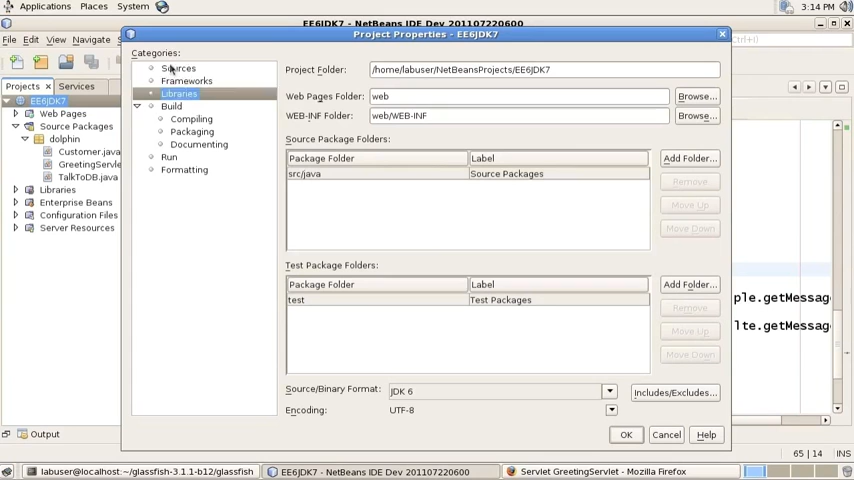 Applications Places System 3:14 PM
EE6JDK7 - NetBeans IDE Dev 201107220600
File Edit View Navigate
Project Properties - EE6JDK7
Projects Services
EE6JDK7
Web Pages
Source Packages
dolphin
Customer.java
GreetingServle
TalkToDB.java
Libraries
Enterprise Beans
Configuration Files
Server Resources
Output
Categories:
Sources
Frameworks
Libraries
Build
Compiling
Packaging
Documenting
Run
Formatting
Project Folder: /home/labuser/NetBeansProjects/EE6JDK7
Web Pages Folder: web Browse...
WEB-INF Folder: web/WEB-INF Browse...
Source Package Folders:
Package Folder Label Add Folder...
src/java Source Packages
Remove
Move Up
Move Down
Test Package Folders:
Package Folder Label Add Folder...
test Test Packages
Remove
Move Up
Move Down
Source/Binary Format: JDK 6 Includes/Excludes...
Encoding: UTF-8
OK Cancel Help
ple.getMessag
lte.getMessag
65 | 14 INS
labuser@localhost:~/glassfish-3.1.1-b12/glassfish EE6JDK7 - NetBeans IDE Dev 201107220600 Servlet GreetingServlet - Mozilla Firefox